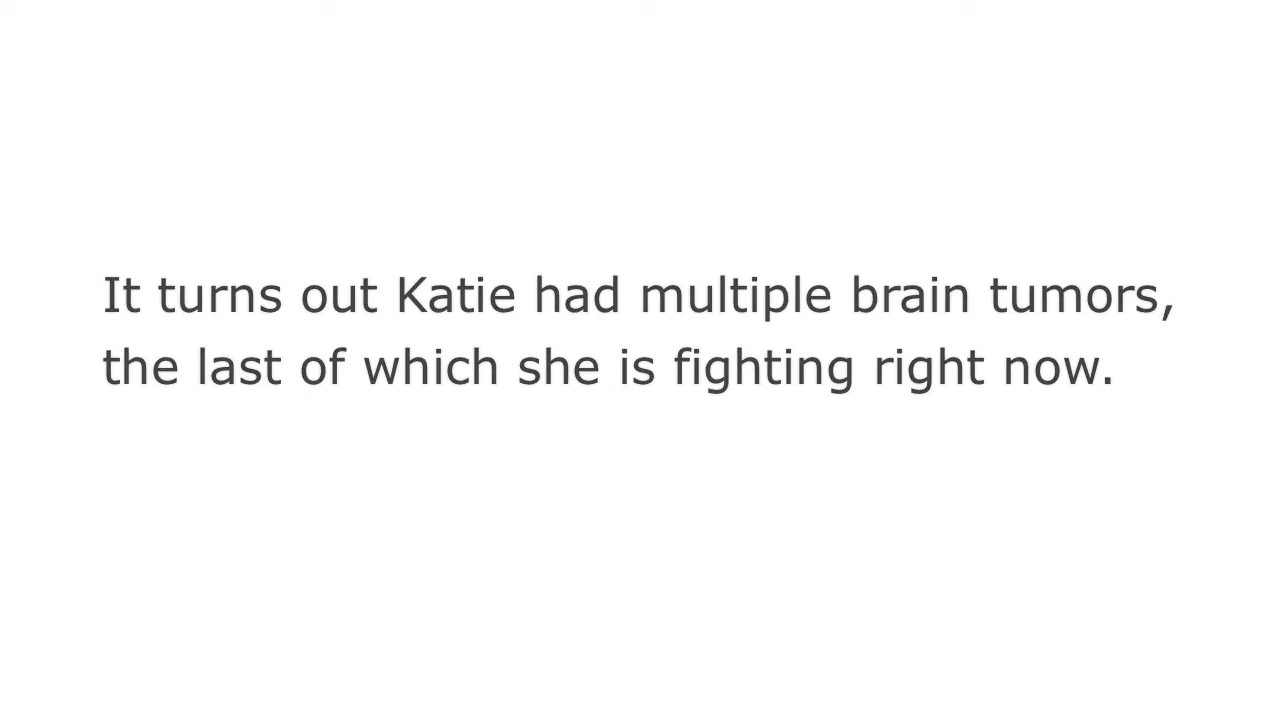 It turns out Katie had multiple brain tumors,
the last of which she is fighting right now.